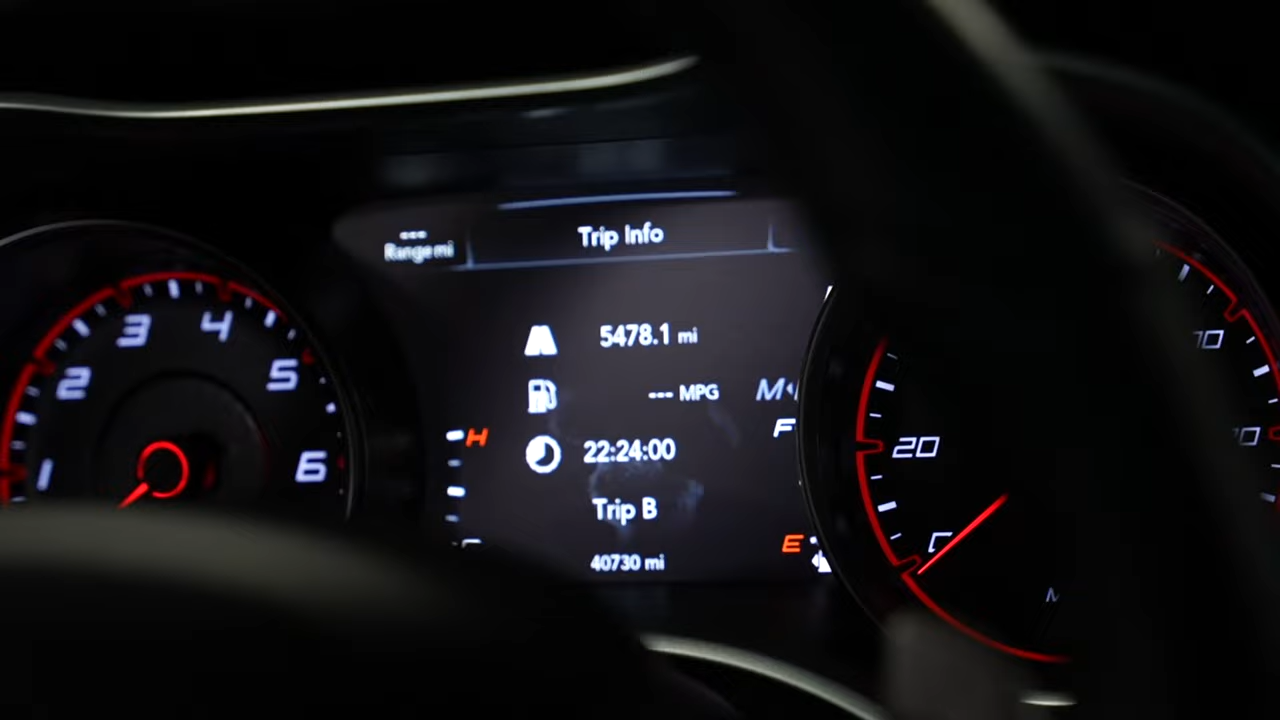 Trip Info
---
Range mi
5478.1 mi
--- MPG
22:24:00
Trip B
40730 mi
H
F
E
1
2
3
4
5
6
20